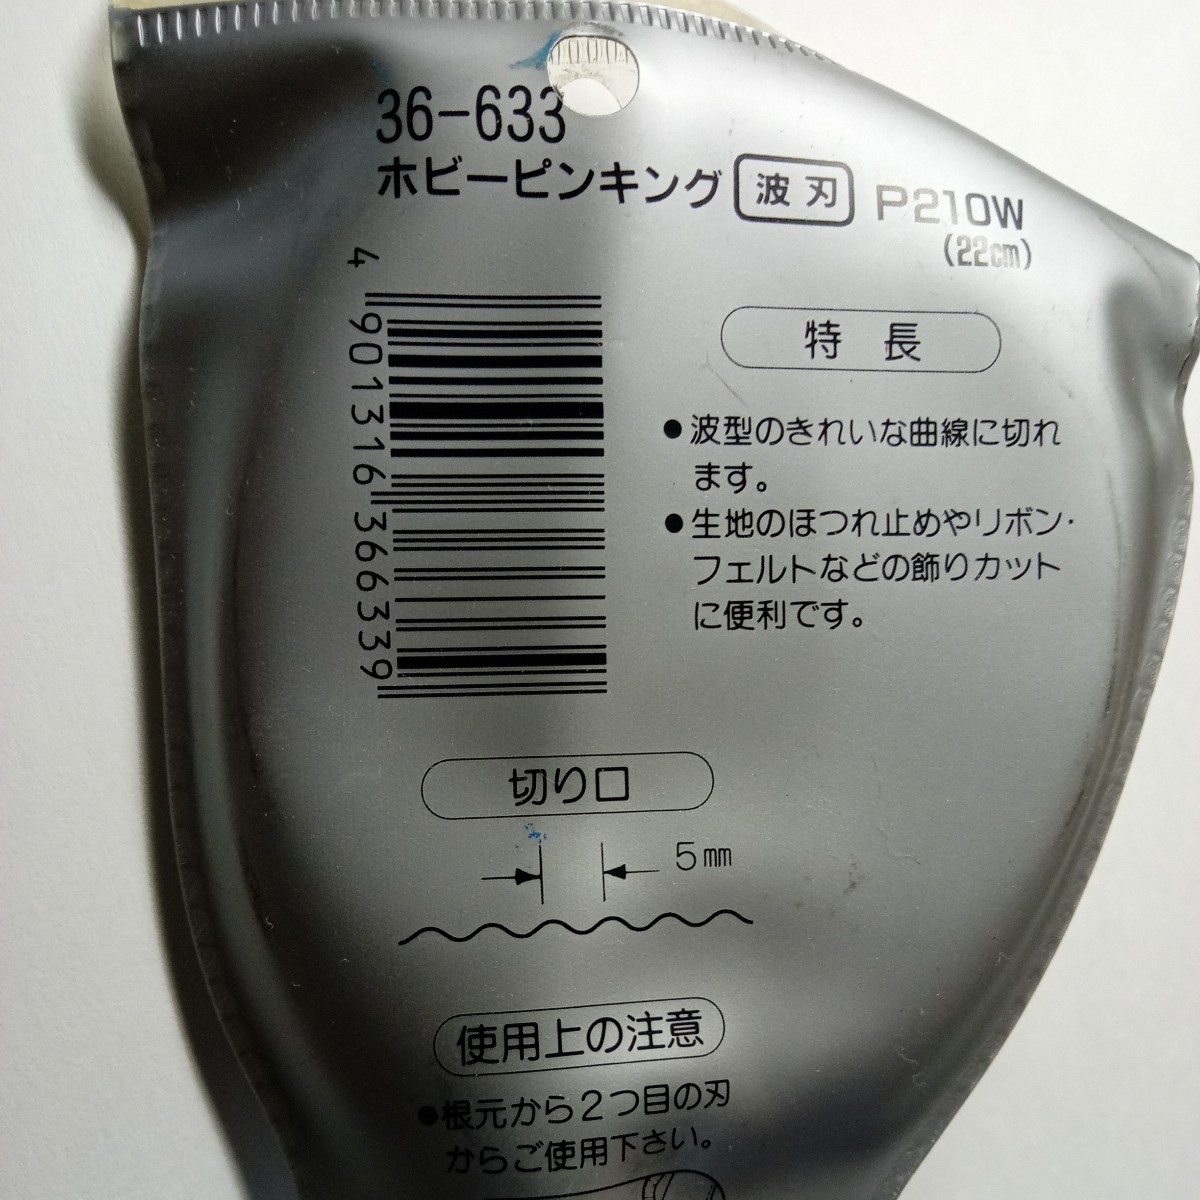 36-633
ホビーピンキング 波刃 P210W
(22cm)
4 901316 366339
特長
●波型のきれいな曲線に切れ
ます。
●生地のほつれ止めやリボン・
フェルトなどの飾りカット
に便利です。
切り口
5mm
使用上の注意
●根元から2つ目の刃
からご使用下さい。